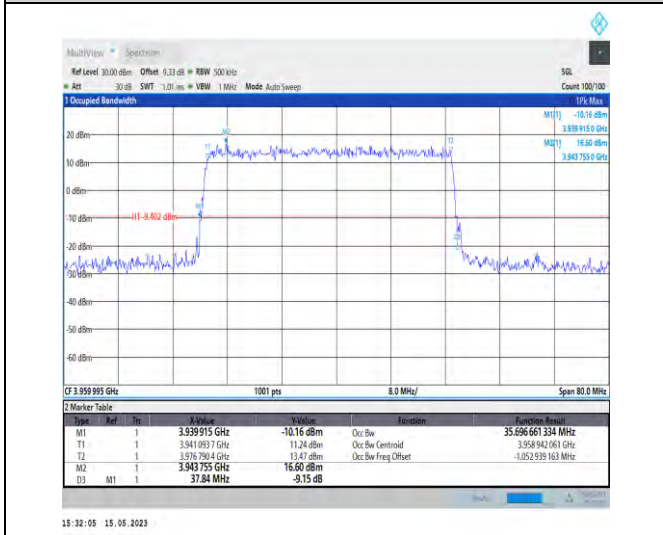 MultiView Spectrum
Ref Level 30.00 dBm Offset 9.33 dB RBW 500 kHz SGL
Att 30 dB SWT 1.01 ms VBW 1 MHz Mode Auto Sweep Count 100/100
1 Occupied Bandwidth 1Pk Max
M1[1] -10.16 dBm
3.939 915 0 GHz
M2[1] 16.60 dBm
3.943 755 0 GHz
20 dBm
M2
T1
T2
10 dBm
0 dBm
M1
-10 dBm
H1 -9.402 dBm
-20 dBm
D3
-30 dBm
-40 dBm
-50 dBm
-60 dBm
CF 3.959 995 GHz 1001 pts 8.0 MHz/ Span 80.0 MHz
2 Marker Table
Type Ref Trc X-Value Y-Value Function Function Result
M1 1 3.939 915 GHz -10.16 dBm Occ Bw 35.696 661 334 MHz
T1 1 3.941 093 7 GHz 11.24 dBm Occ Bw Centroid 3.958 942 061 GHz
T2 1 3.976 790 4 GHz 13.47 dBm Occ Bw Freq Offset -1.052 939 163 MHz
M2 1 3.943 755 GHz 16.60 dBm
D3 M1 1 37.84 MHz -9.15 dB
15:32:05 15.05.2023